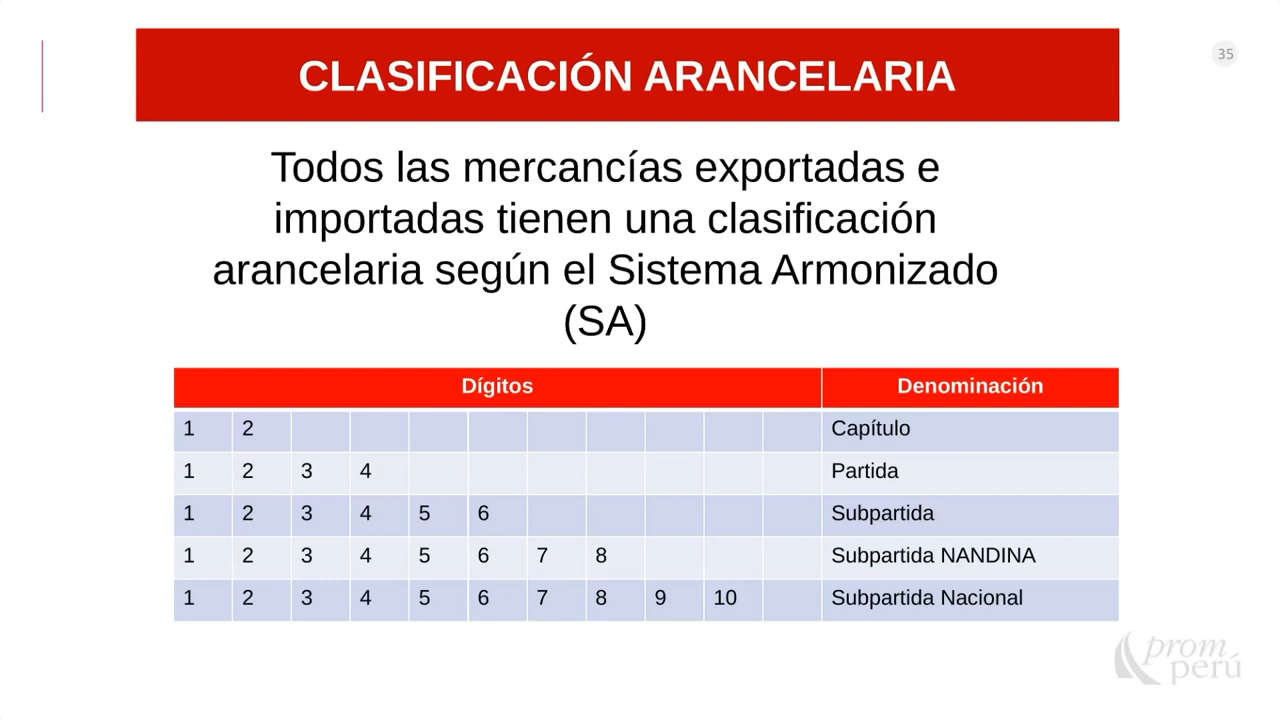 35
CLASIFICACIÓN ARANCELARIA
Todos las mercancías exportadas e
importadas tienen una clasificación
arancelaria según el Sistema Armonizado
(SA)
Dígitos Denominación
1 2 Capítulo
1 2 3 4 Partida
1 2 3 4 5 6 Subpartida
1 2 3 4 5 6 7 8 Subpartida NANDINA
1 2 3 4 5 6 7 8 9 10 Subpartida Nacional
prom
perú